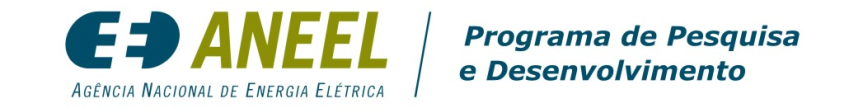 ANEEL
AGÊNCIA NACIONAL DE ENERGIA ELÉTRICA
Programa de Pesquisa
e Desenvolvimento